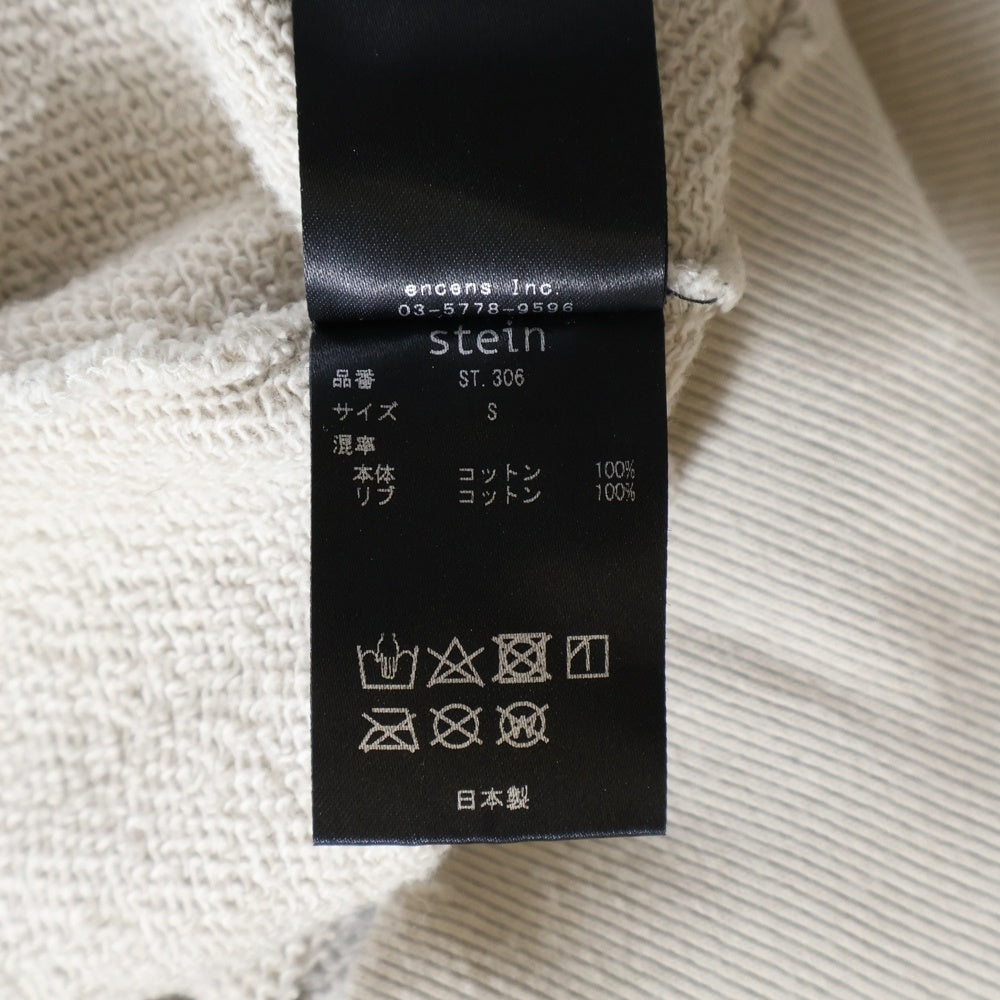 encens Inc
03-5778-9596
stein
品番 ST.306
サイズ S
混率
本体 コットン 100%
リブ コットン 100%
W
日本製